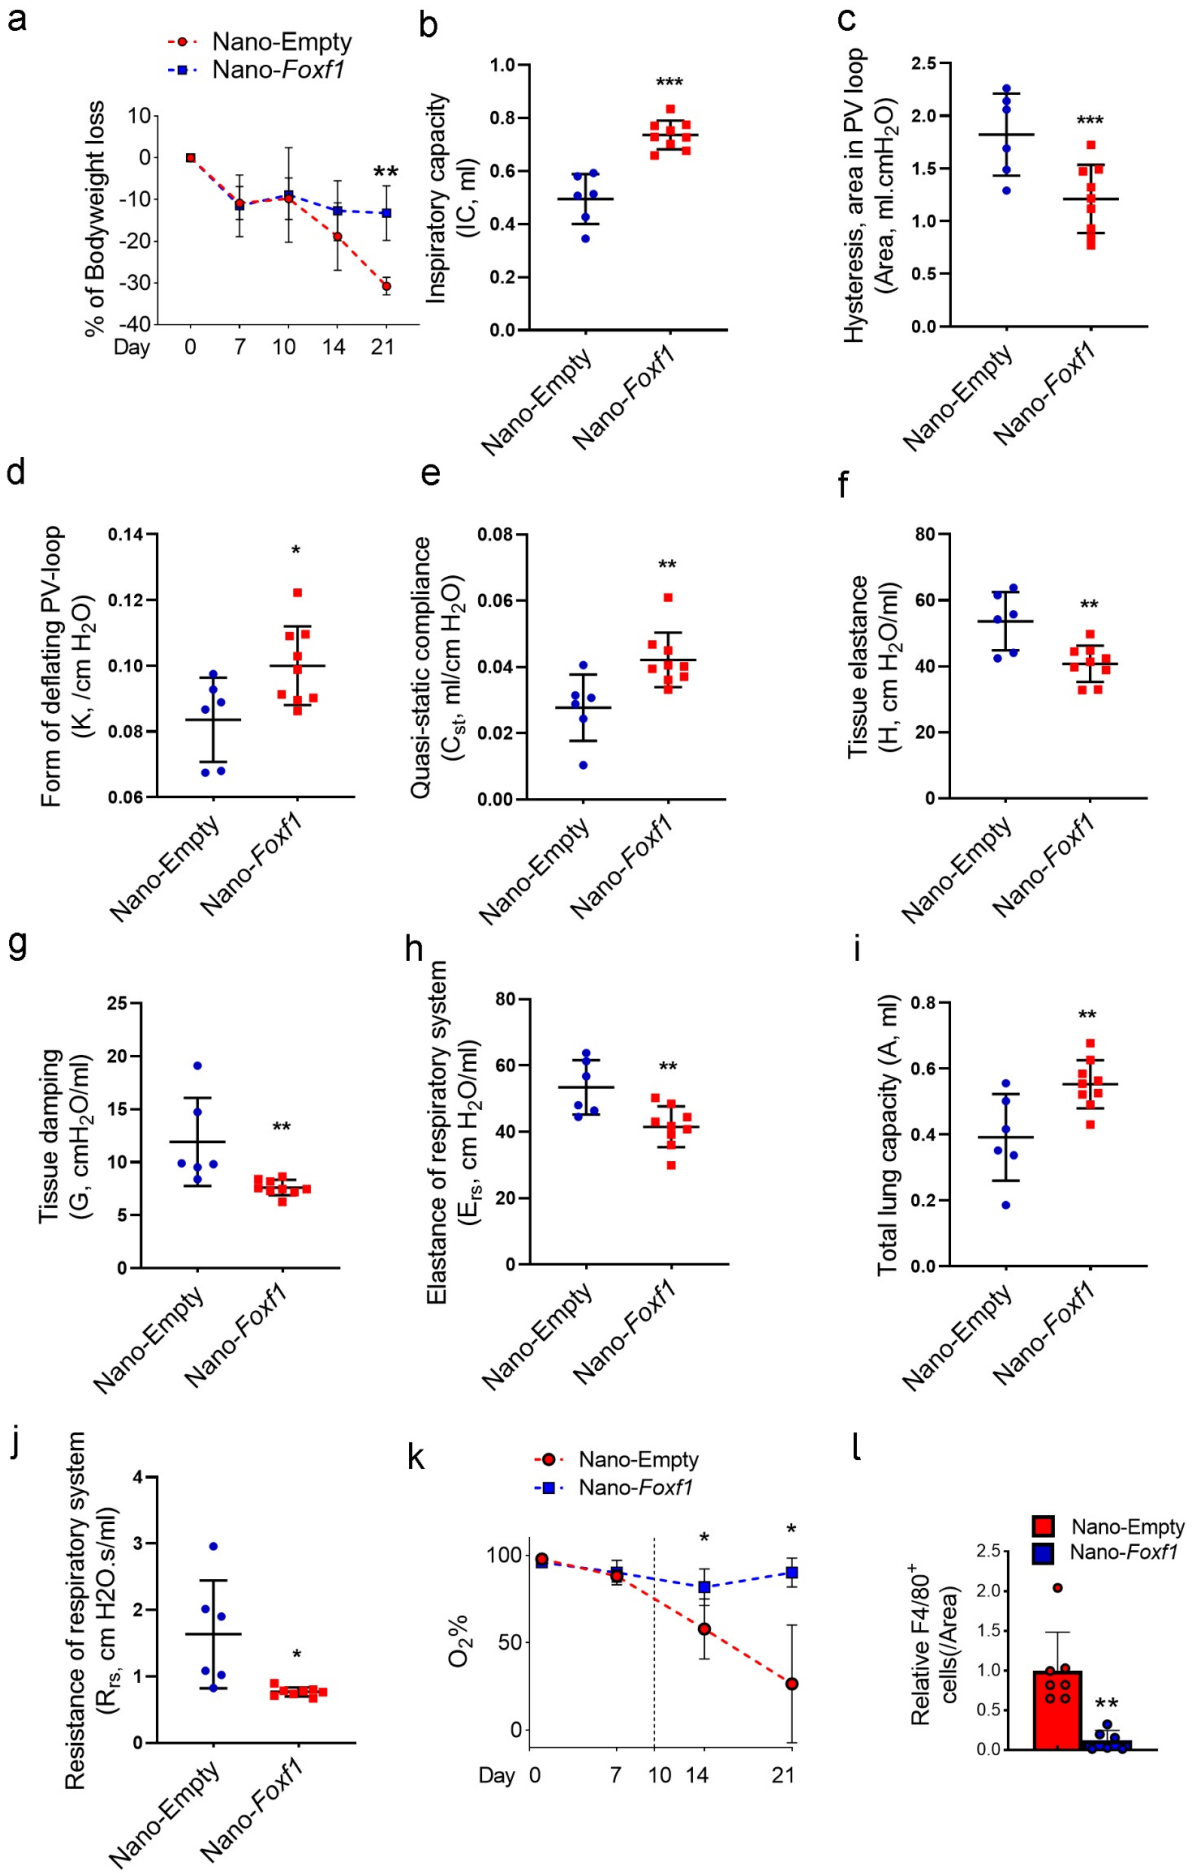 a
Nano-Empty
Nano-Foxf1
% of Bodyweight loss
10
0
-10
-20
-30
-40
**
Day 0 7 10 14 21
b
Inspiratory capacity
(IC, ml)
1.0
0.8
0.6
0.4
0.2
0.0
***
Nano-Empty
Nano-Foxf1
c
Hysteresis, area in PV loop
(Area, ml.cmH2O)
2.5
2.0
1.5
1.0
0.5
0.0
***
Nano-Empty
Nano-Foxf1
d
Form of deflating PV-loop
(K, /cm H2O)
0.14
0.12
0.10
0.08
0.06
*
Nano-Empty
Nano-Foxf1
e
Quasi-static compliance
(Cst, ml/cm H2O)
0.08
0.06
0.04
0.02
0.00
**
Nano-Empty
Nano-Foxf1
f
Tissue elastance
(H, cm H2O/ml)
80
60
40
20
0
**
Nano-Empty
Nano-Foxf1
g
Tissue damping
(G, cmH2O/ml)
25
20
15
10
5
0
**
Nano-Empty
Nano-Foxf1
h
Elastance of respiratory system
(Ers, cm H2O/ml)
80
60
40
20
0
**
Nano-Empty
Nano-Foxf1
i
Total lung capacity (A, ml)
0.8
0.6
0.4
0.2
0.0
**
Nano-Empty
Nano-Foxf1
j
Resistance of respiratory system
(Rrs, cm H2O.s/ml)
4
3
2
1
0
*
Nano-Empty
Nano-Foxf1
k
Nano-Empty
Nano-Foxf1
O2%
100
50
0
*
*
Day 0 7 10 14 21
l
Nano-Empty
Nano-Foxf1
Relative F4/80+
cells(/Area)
2.5
2.0
1.5
1.0
0.5
0.0
**